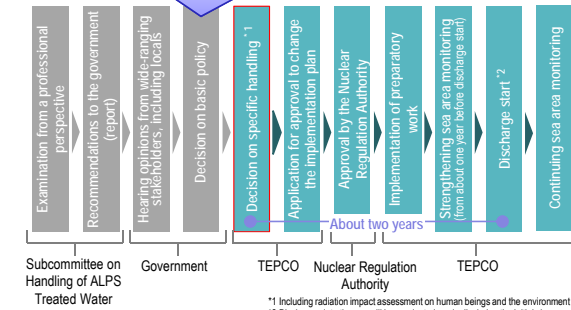 Examination from a professional
perspective
Recommendations to the government
(report)
Hearing opinions from wide-ranging
stakeholders, including locals
Decision on basic policy
Decision on specific handling *1
Application for approval to change
the Implementation plan
Approval by the Nuclear
Regulation Authority
Implementation of preparatory
work
Strengthening sea area monitoring
(from about one year before discharge start)
Discharge start *2
Continuing sea area monitoring
About two years
Subcommittee on
Handling of ALPS
Treated Water
Government
TEPCO
Nuclear Regulation
Authority
TEPCO
*1 Including radiation impact assessment on human beings and the environment